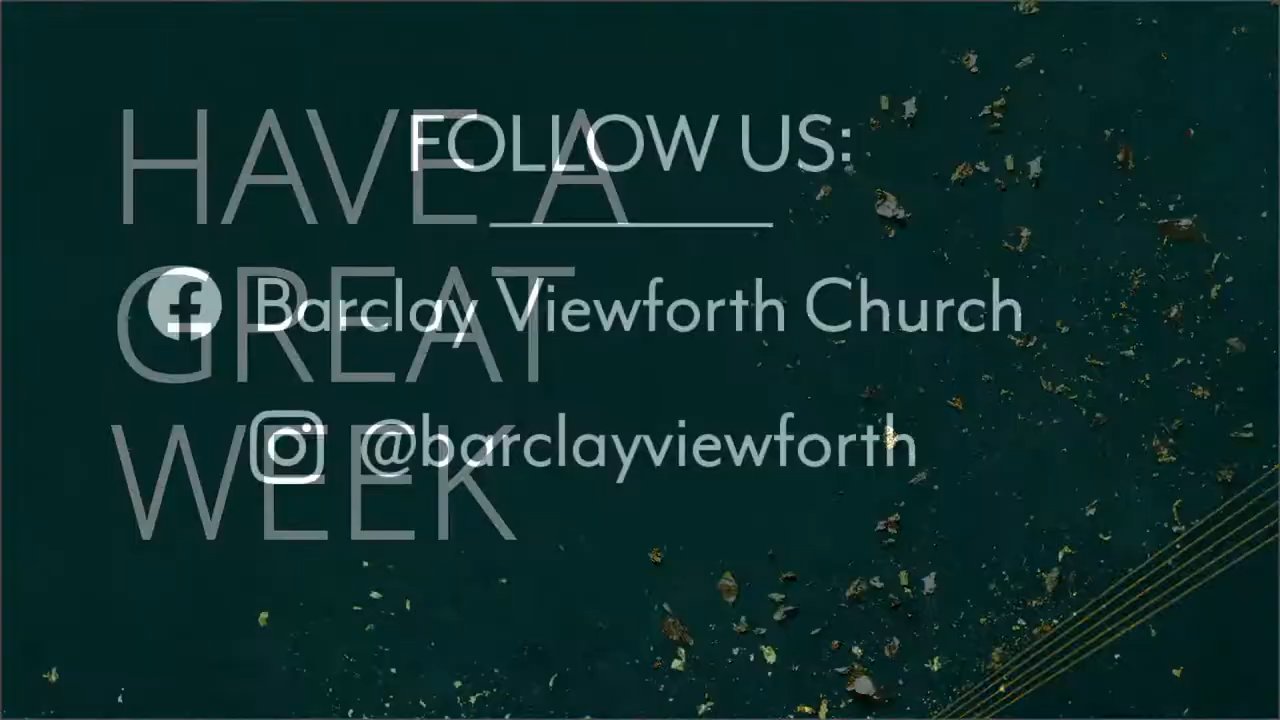 HAVE A
GREAT
WEEK
FOLLOW US:
Barclay Viewforth Church
@barclayviewforth